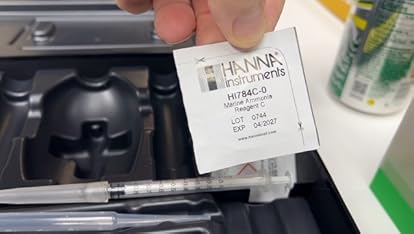 HANNA
instruments
HI784C-0
Marine Ammonia
Reagent C
LOT 0744
EXP 04/2027